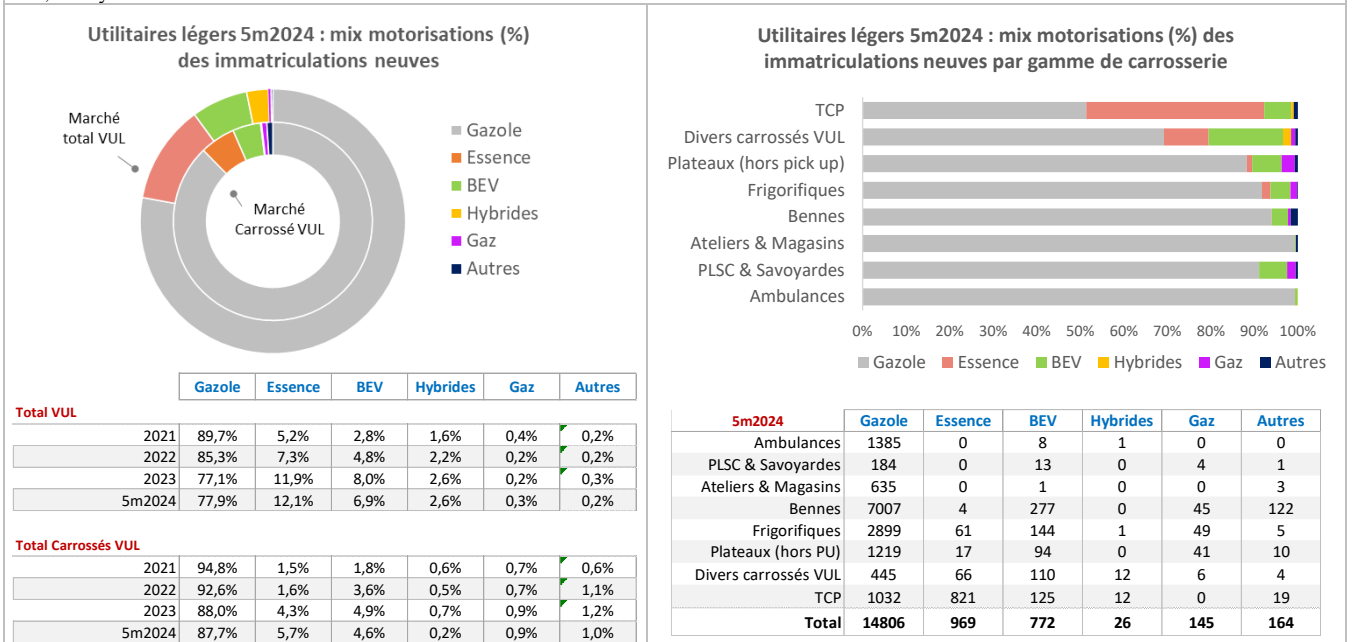 Utilitaires légers 5m2024 : mix motorisations (%)
des immatriculations neuves
Marché
total VUL
Marché
Carrossé VUL
Gazole
Essence
BEV
Hybrides
Gaz
Autres
Gazole Essence BEV Hybrides Gaz Autres
Total VUL
2021 89,7% 5,2% 2,8% 1,6% 0,4% 0,2%
2022 85,3% 7,3% 4,8% 2,2% 0,2% 0,2%
2023 77,1% 11,9% 8,0% 2,6% 0,2% 0,3%
5m2024 77,9% 12,1% 6,9% 2,6% 0,3% 0,2%
Total Carrossés VUL
2021 94,8% 1,5% 1,8% 0,6% 0,7% 0,6%
2022 92,6% 1,6% 3,6% 0,5% 0,7% 1,1%
2023 88,0% 4,3% 4,9% 0,7% 0,9% 1,2%
5m2024 87,7% 5,7% 4,6% 0,2% 0,9% 1,0%
Utilitaires légers 5m2024 : mix motorisations (%) des
immatriculations neuves par gamme de carrosserie
TCP
Divers carrossés VUL
Plateaux (hors pick up)
Frigorifiques
Bennes
Ateliers & Magasins
PLSC & Savoyardes
Ambulances
0% 10% 20% 30% 40% 50% 60% 70% 80% 90% 100%
Gazole Essence BEV Hybrides Gaz Autres
5m2024 Gazole Essence BEV Hybrides Gaz Autres
Ambulances 1385 0 8 1 0 0
PLSC & Savoyardes 184 0 13 0 4 1
Ateliers & Magasins 635 0 1 0 0 3
Bennes 7007 4 277 0 45 122
Frigorifiques 2899 61 144 1 49 5
Plateaux (hors PU) 1219 17 94 0 41 10
Divers carrossés VUL 445 66 110 12 6 4
TCP 1032 821 125 12 0 19
Total 14806 969 772 26 145 164